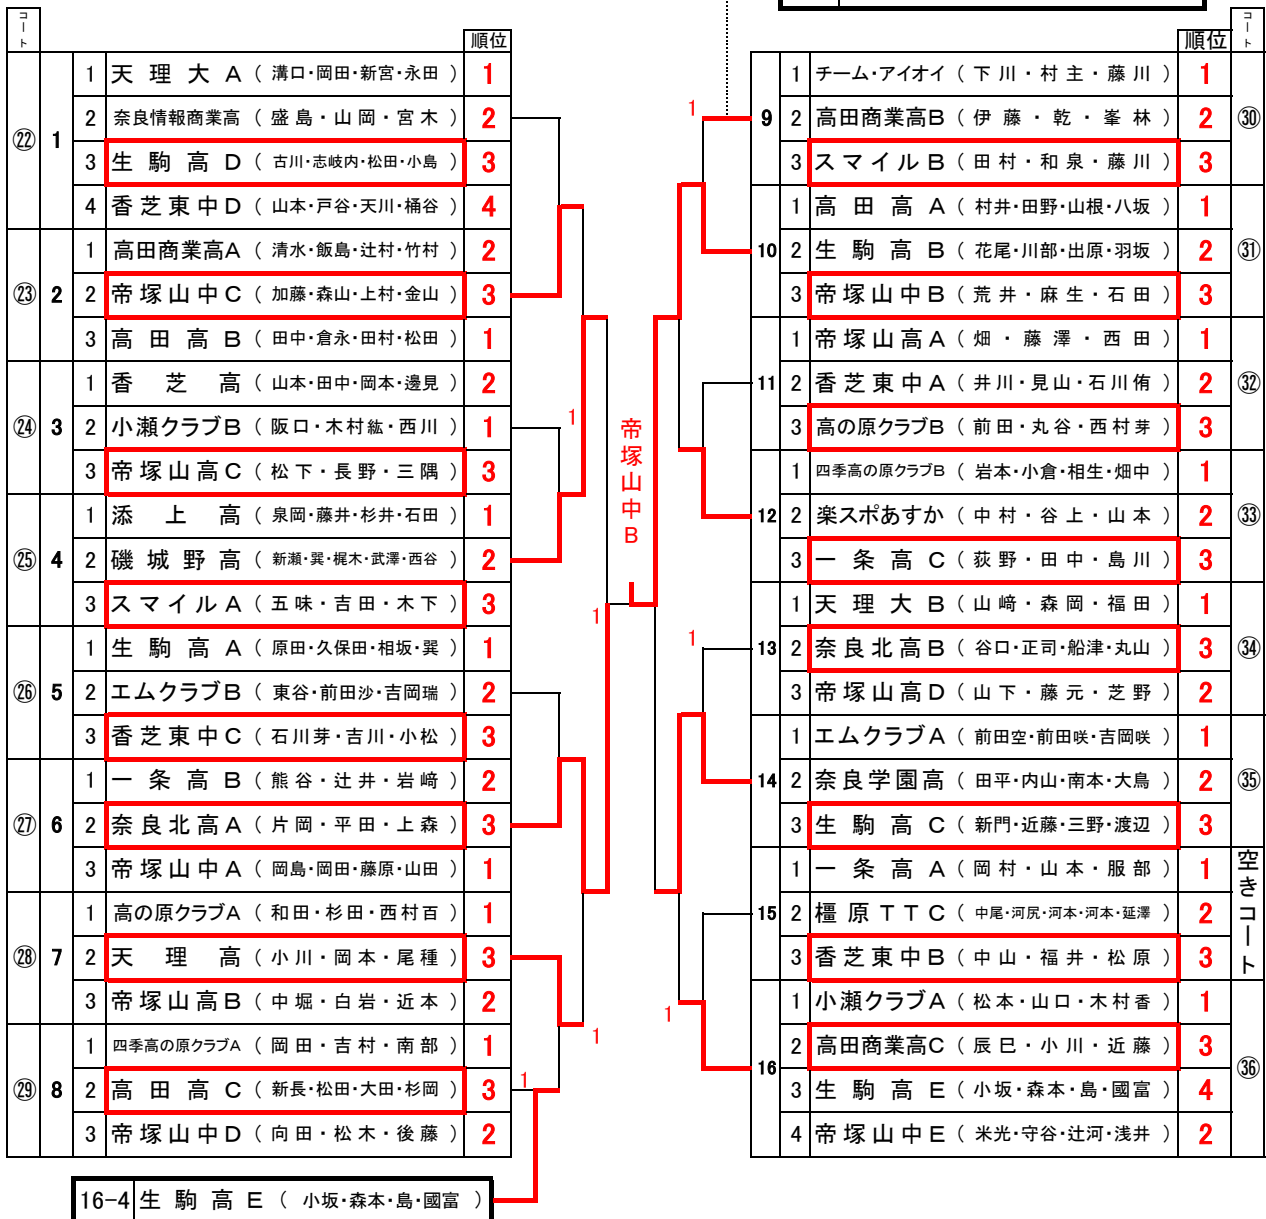 コート
順位
㉒ 1
1 天理大A ( 溝口・岡田・新宮・永田 ) 1
2 奈良情報商業高 ( 盛島・山岡・宮木 ) 2
3 生駒高D ( 古川・志岐内・松田・小島 ) 3
4 香芝東中D ( 山本・戸谷・天川・桶谷 ) 4
㉓ 2
1 高田商業高A ( 清水・飯島・辻村・竹村 ) 2
2 帝塚山中C ( 加藤・森山・上村・金山 ) 3
3 高田高B ( 田中・倉永・田村・松田 ) 1
㉔ 3
1 香芝高 ( 山本・田中・岡本・邊見 ) 2
2 小瀬クラブB ( 阪口・木村紘・西川 ) 1
3 帝塚山高C ( 松下・長野・三隅 ) 3
㉕ 4
1 添上高 ( 泉岡・藤井・杉井・石田 ) 1
2 磯城野高 ( 新瀬・巽・梶木・武澤・西谷 ) 2
3 スマイルA ( 五味・吉田・木下 ) 3
㉖ 5
1 生駒高A ( 原田・久保田・相坂・巽 ) 1
2 エムクラブB ( 東谷・前田沙・吉岡瑞 ) 2
3 香芝東中C ( 石川芽・吉川・小松 ) 3
㉗ 6
1 一条高B ( 熊谷・辻井・岩﨑 ) 2
2 奈良北高A ( 片岡・平田・上森 ) 3
3 帝塚山中A ( 岡島・岡田・藤原・山田 ) 1
㉘ 7
1 高の原クラブA ( 和田・杉田・西村百 ) 1
2 天理高 ( 小川・岡本・尾種 ) 3
3 帝塚山高B ( 中堀・白岩・近本 ) 2
㉙ 8
1 四季高の原クラブA ( 岡田・吉村・南部 ) 1
2 高田高C ( 新長・松田・大田・杉岡 ) 3
3 帝塚山中D ( 向田・松木・後藤 ) 2
16-4 生駒高E ( 小坂・森本・島・國富 )
1
1
1
1
帝塚山中B
1
1
1
コート
順位
9 ㉚
1 チーム・アイオイ ( 下川・村主・藤川 ) 1
2 高田商業高B ( 伊藤・乾・峯林 ) 2
3 スマイルB ( 田村・和泉・藤川 ) 3
10 ㉛
1 高田高A ( 村井・田野・山根・八坂 ) 1
2 生駒高B ( 花尾・川部・出原・羽坂 ) 2
3 帝塚山中B ( 荒井・麻生・石田 ) 3
11 ㉜
1 帝塚山高A ( 畑・藤澤・西田 ) 1
2 香芝東中A ( 井川・見山・石川侑 ) 2
3 高の原クラブB ( 前田・丸谷・西村芽 ) 3
12 ㉝
1 四季高の原クラブB ( 岩本・小倉・相生・畑中 ) 1
2 楽スポあすか ( 中村・谷上・山本 ) 2
3 一条高C ( 荻野・田中・島川 ) 3
13 ㉞
1 天理大B ( 山﨑・森岡・福田 ) 1
2 奈良北高B ( 谷口・正司・船津・丸山 ) 3
3 帝塚山高D ( 山下・藤元・芝野 ) 2
14 ㉟
1 エムクラブA ( 前田空・前田咲・吉岡咲 ) 1
2 奈良学園高 ( 田平・内山・南本・大鳥 ) 2
3 生駒高C ( 新門・近藤・三野・渡辺 ) 3
15 空きコート
1 一条高A ( 岡村・山本・服部 ) 1
2 橿原TTC ( 中尾・河尻・河本・河本・延澤 ) 2
3 香芝東中B ( 中山・福井・松原 ) 3
16 ㊱
1 小瀬クラブA ( 松本・山口・木村香 ) 1
2 高田商業高C ( 辰巳・小川・近藤 ) 3
3 生駒高E ( 小坂・森本・島・國富 ) 4
4 帝塚山中E ( 米光・守谷・辻河・浅井 ) 2